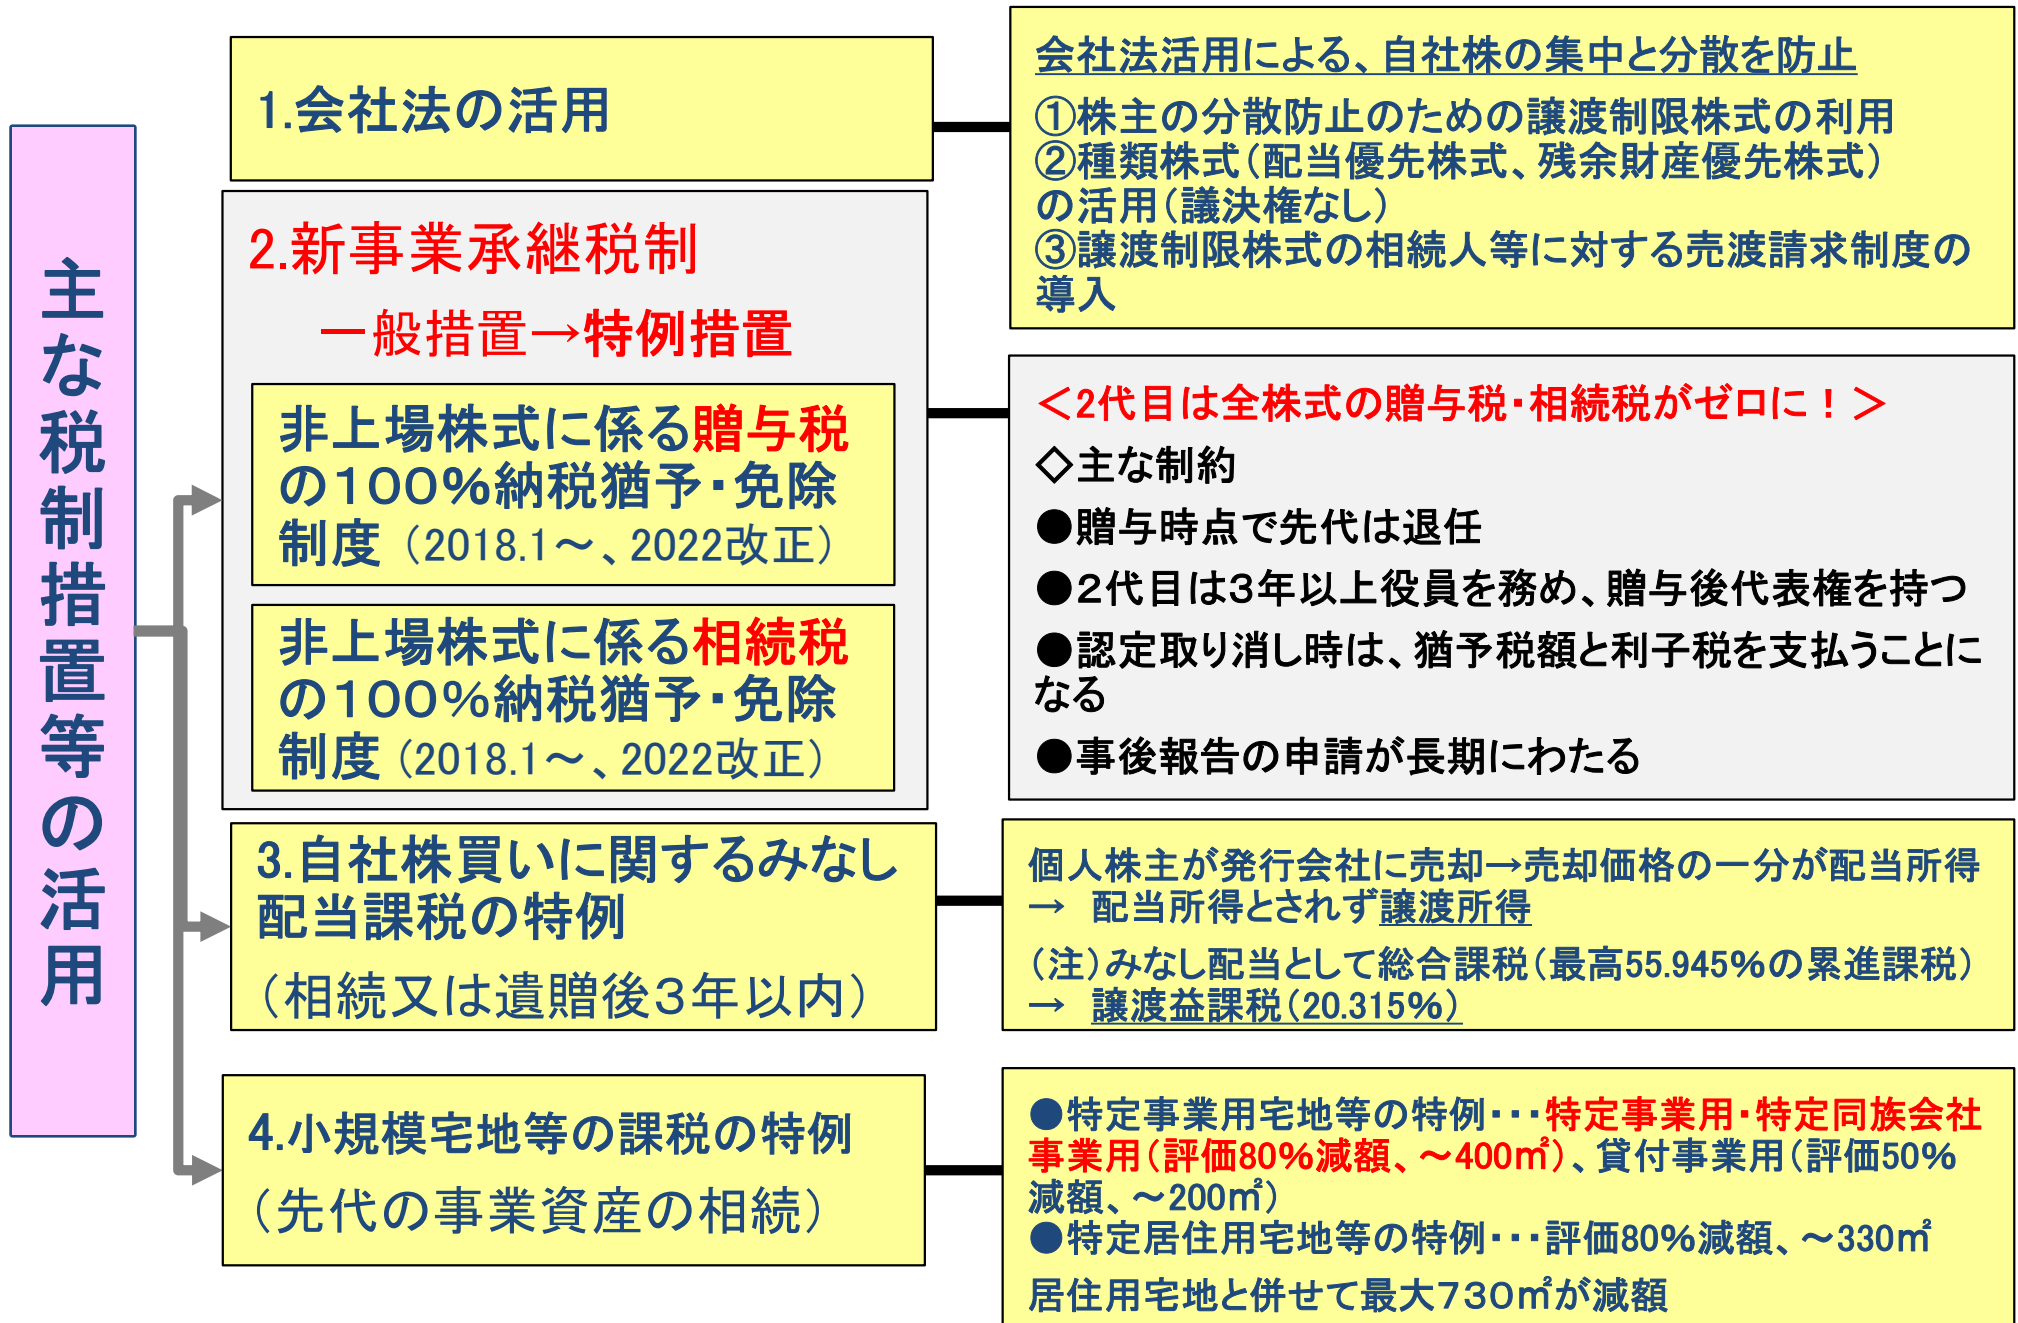 主な税制措置等の活用
1.会社法の活用
会社法活用による、自社株の集中と分散を防止
①株主の分散防止のための譲渡制限株式の利用
②種類株式（配当優先株式、残余財産優先株式）
の活用（議決権なし）
③譲渡制限株式の相続人等に対する売渡請求制度の
導入
2.新事業承継税制
一般措置→特例措置
非上場株式に係る贈与税
の１００％納税猶予・免除
制度（2018.1～、2022改正）
非上場株式に係る相続税
の１００％納税猶予・免除
制度（2018.1～、2022改正）
＜2代目は全株式の贈与税・相続税がゼロに！＞
◇主な制約
●贈与時点で先代は退任
●２代目は３年以上役員を務め、贈与後代表権を持つ
●認定取り消し時は、猶予税額と利子税を支払うことに
なる
●事後報告の申請が長期にわたる
3.自社株買いに関するみなし
配当課税の特例
（相続又は遺贈後３年以内）
個人株主が発行会社に売却→売却価格の一分が配当所得
→　配当所得とされず譲渡所得
（注）みなし配当として総合課税（最高55.945％の累進課税）
→　譲渡益課税（20.315％）
4.小規模宅地等の課税の特例
（先代の事業資産の相続）
●特定事業用宅地等の特例・・・特定事業用・特定同族会社
事業用（評価80％減額、～400㎡）、貸付事業用（評価50％
減額、～200㎡）
●特定居住用宅地等の特例・・・評価80％減額、～330㎡
居住用宅地と併せて最大７３０㎡が減額